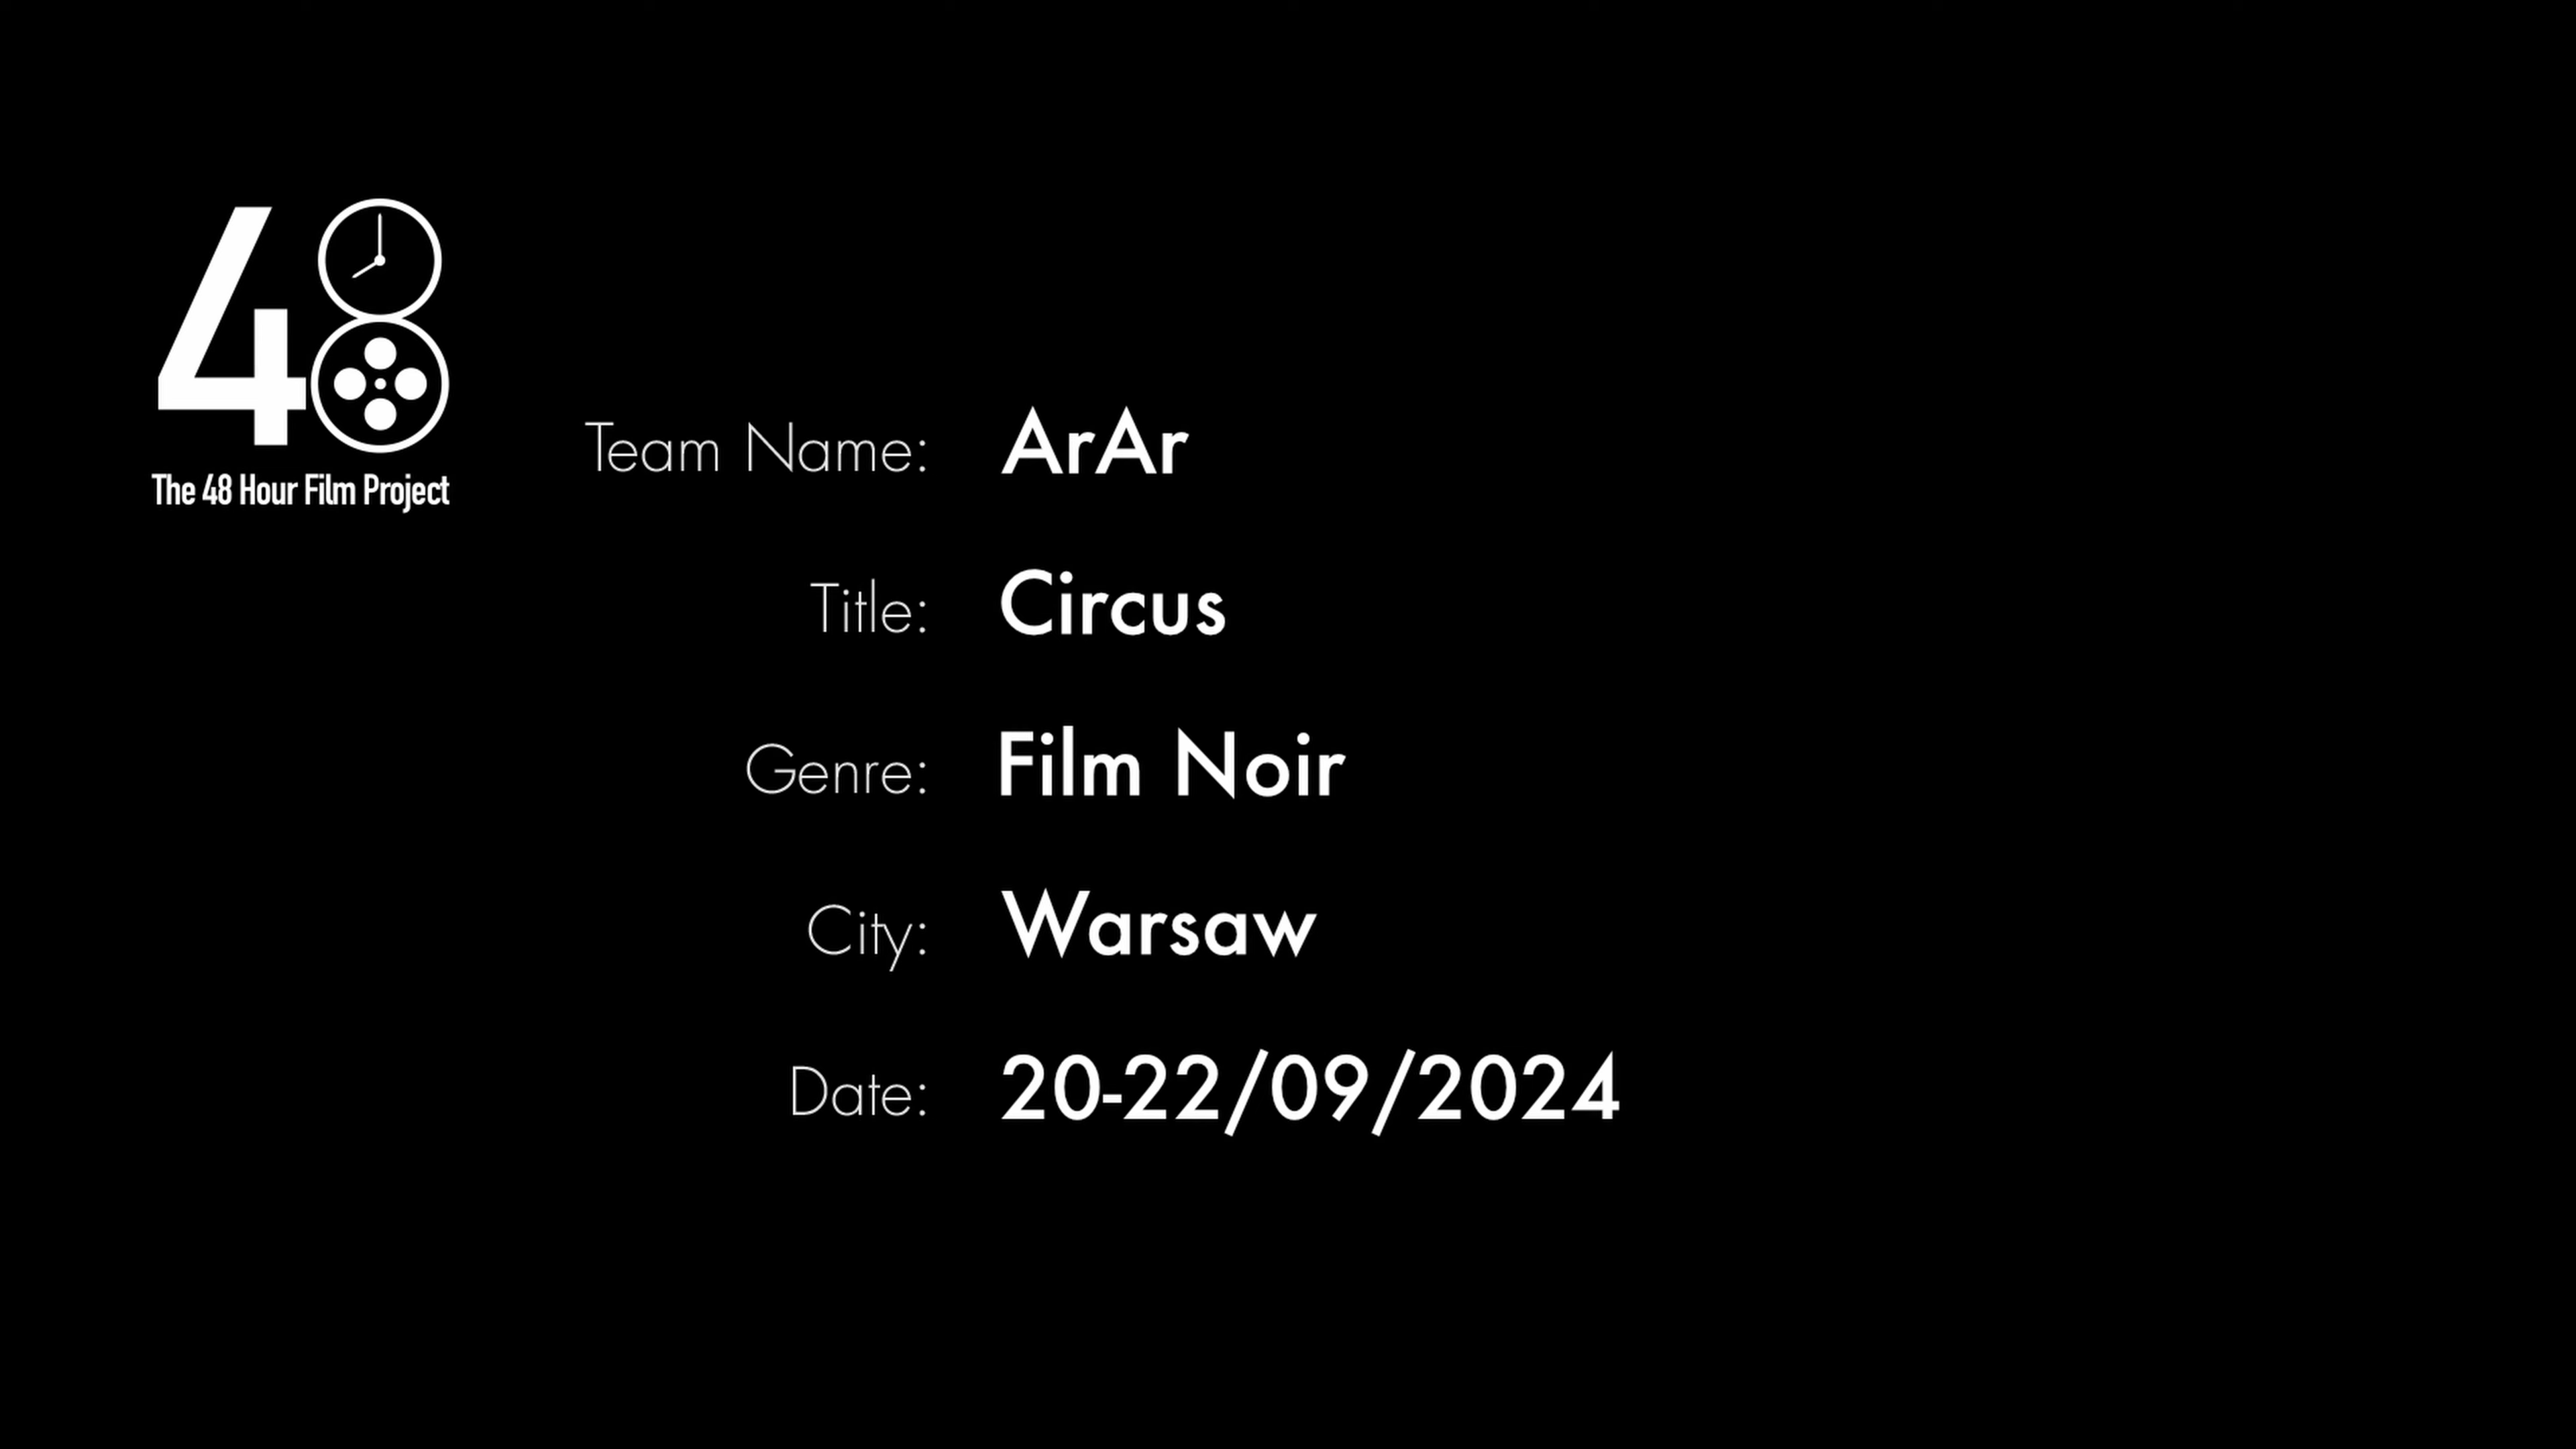 48
The 48 Hour Film Project
Team Name: ArAr
Title: Circus
Genre: Film Noir
City: Warsaw
Date: 20-22/09/2024